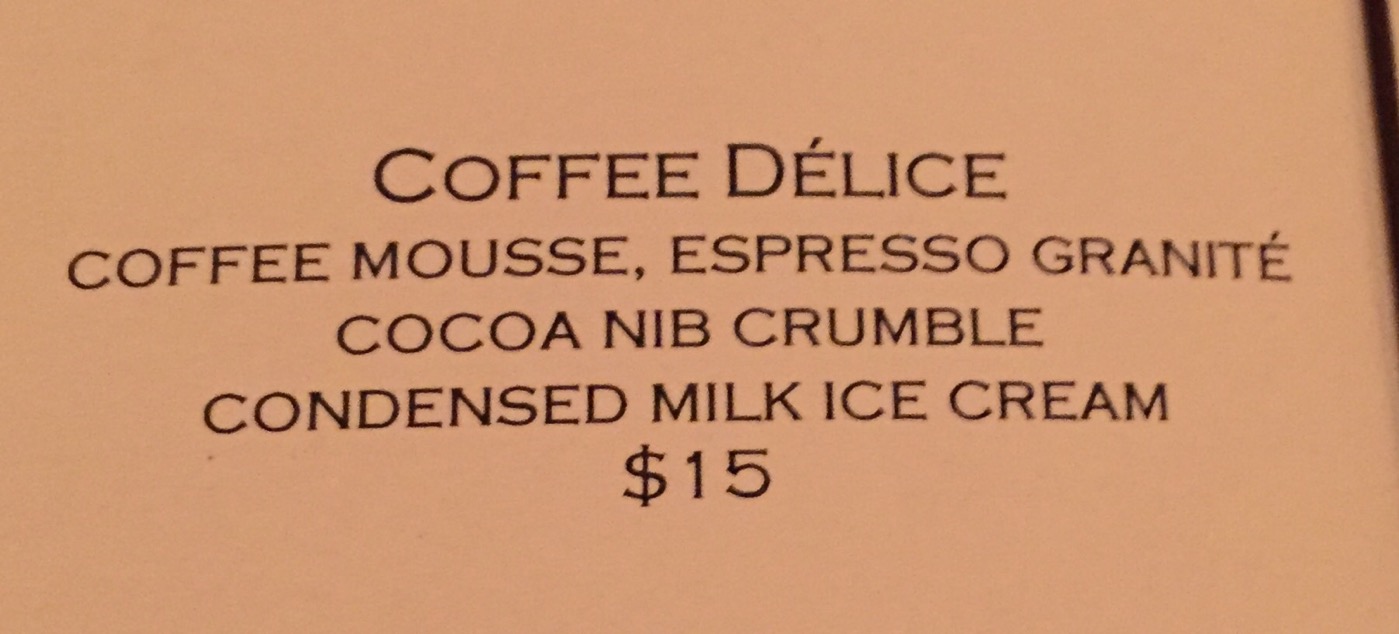 COFFEE DÉLICE
COFFEE MOUSSE, ESPRESSO GRANITÉ
COCOA NIB CRUMBLE
CONDENSED MILK ICE CREAM
$15